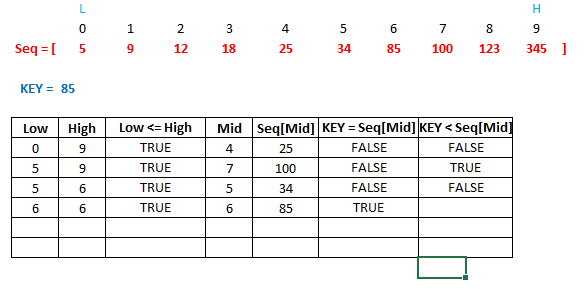 L H
0 1 2 3 4 5 6 7 8 9
Seq = [ 5 9 12 18 25 34 85 100 123 345 ]
KEY = 85
Low High Low <= High Mid Seq[Mid] KEY = Seq[Mid] KEY < Seq[Mid]
0 9 TRUE 4 25 FALSE FALSE
5 9 TRUE 7 100 FALSE TRUE
5 6 TRUE 5 34 FALSE FALSE
6 6 TRUE 6 85 TRUE